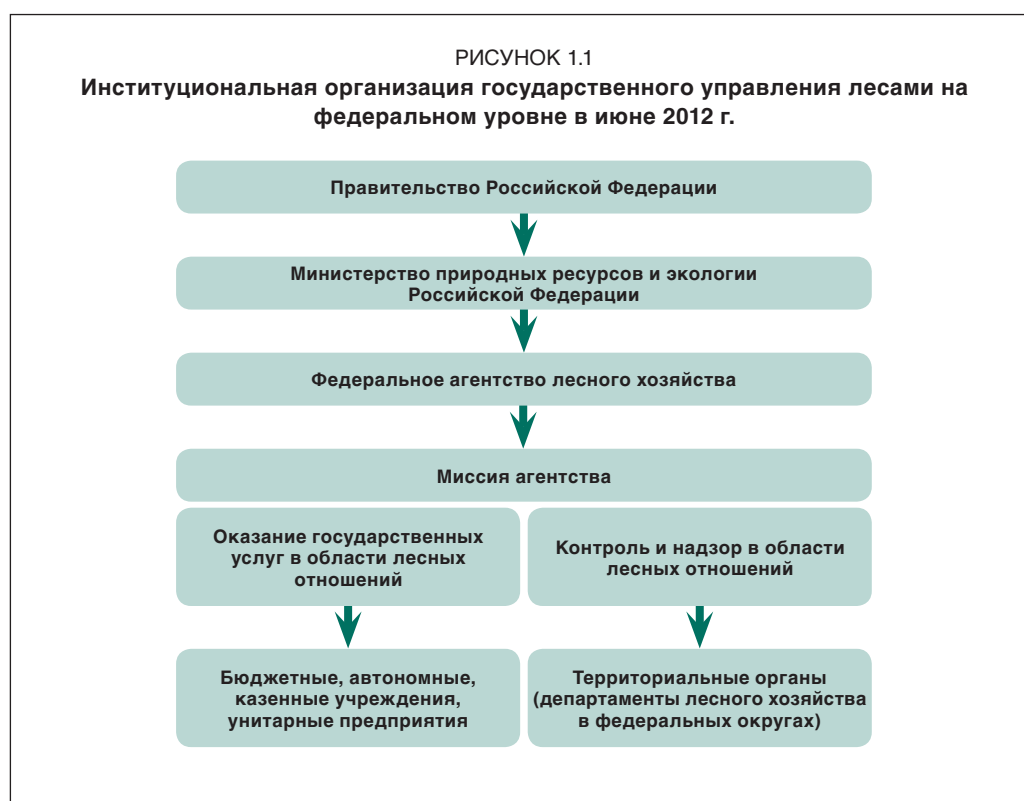 РИСУНОК 1.1
Институциональная организация государственного управления лесами на
федеральном уровне в июне 2012 г.
Правительство Российской Федерации
Министерство природных ресурсов и экологии
Российской Федерации
Федеральное агентство лесного хозяйства
Миссия агентства
Оказание государственных
услуг в области лесных
отношений
Контроль и надзор в области
лесных отношений
Бюджетные, автономные,
казенные учреждения,
унитарные предприятия
Территориальные органы
(департаменты лесного хозяйства
в федеральных округах)